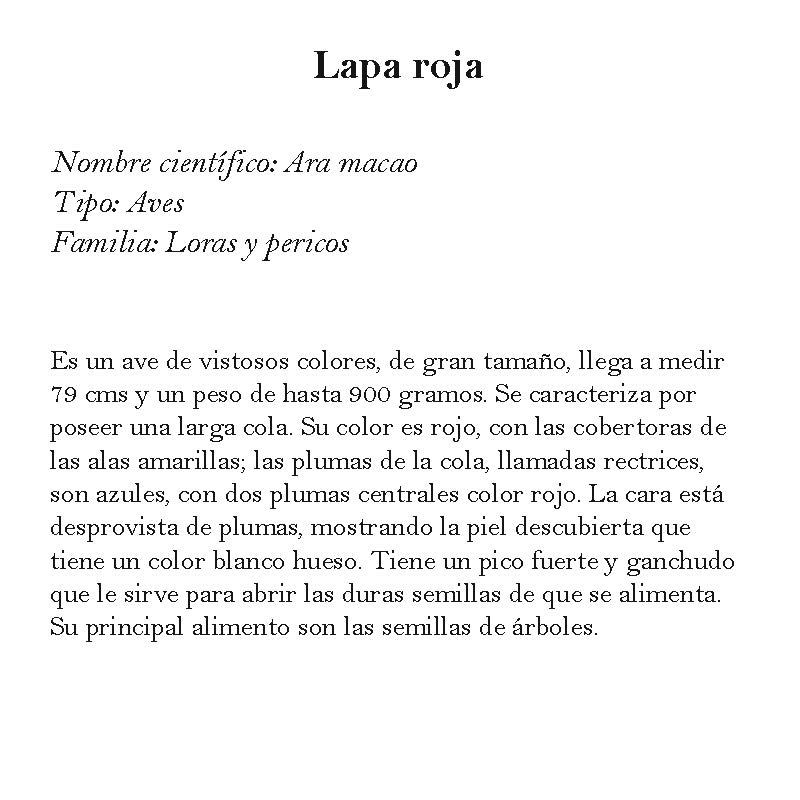 Lapa roja
Nombre científico: Ara macao
Tipo: Aves
Familia: Loras y pericos
Es un ave de vistosos colores, de gran tamaño, llega a medir
79 cms y un peso de hasta 900 gramos. Se caracteriza por
poseer una larga cola. Su color es rojo, con las cobertoras de
las alas amarillas; las plumas de la cola, llamadas rectrices,
son azules, con dos plumas centrales color rojo. La cara está
desprovista de plumas, mostrando la piel descubierta que
tiene un color blanco hueso. Tiene un pico fuerte y ganchudo
que le sirve para abrir las duras semillas de que se alimenta.
Su principal alimento son las semillas de árboles.